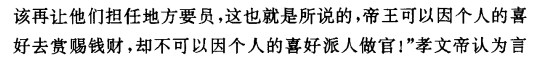 该再让他们担任地方要员，这也就是所说的，帝王可以因个人的喜
好去赏赐钱财，却不可以因个人的喜好派人做官！”孝文帝认为言